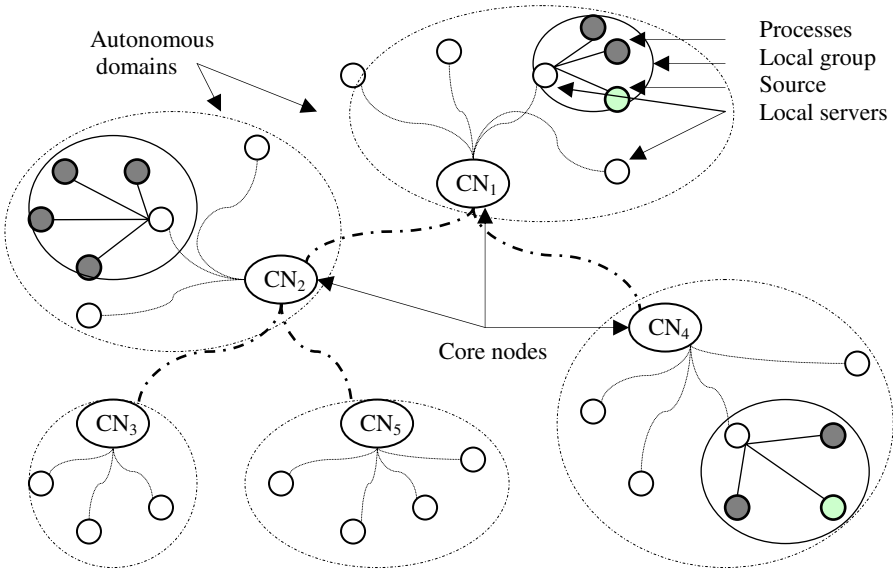 Autonomous
domains
Processes
Local group
Source
Local servers
CN₁
CN₂
CN₄
Core nodes
CN₃
CN₅